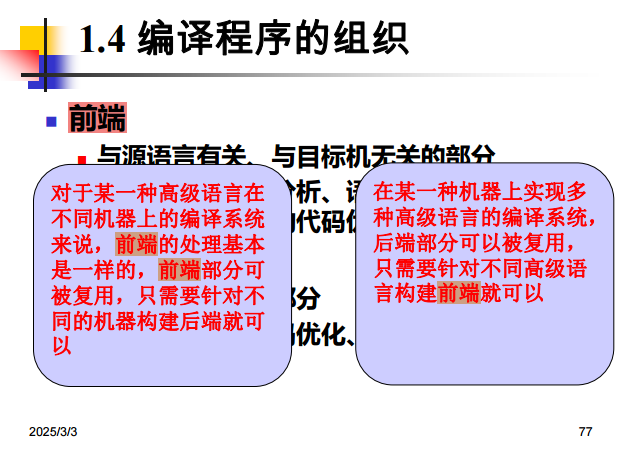 1.4 编译程序的组织
前端
与源语言有关、与目标机无关的部分
分析、语
代码优
部分
优化、
对于某一种高级语言在
不同机器上的编译系统
来说，前端的处理基本
是一样的，前端部分可
被复用，只需要针对不
同的机器构建后端就可
以
在某一种机器上实现多
种高级语言的编译系统，
后端部分可以被复用，
只需要针对不同高级语
言构建前端就可以
2025/3/3
77